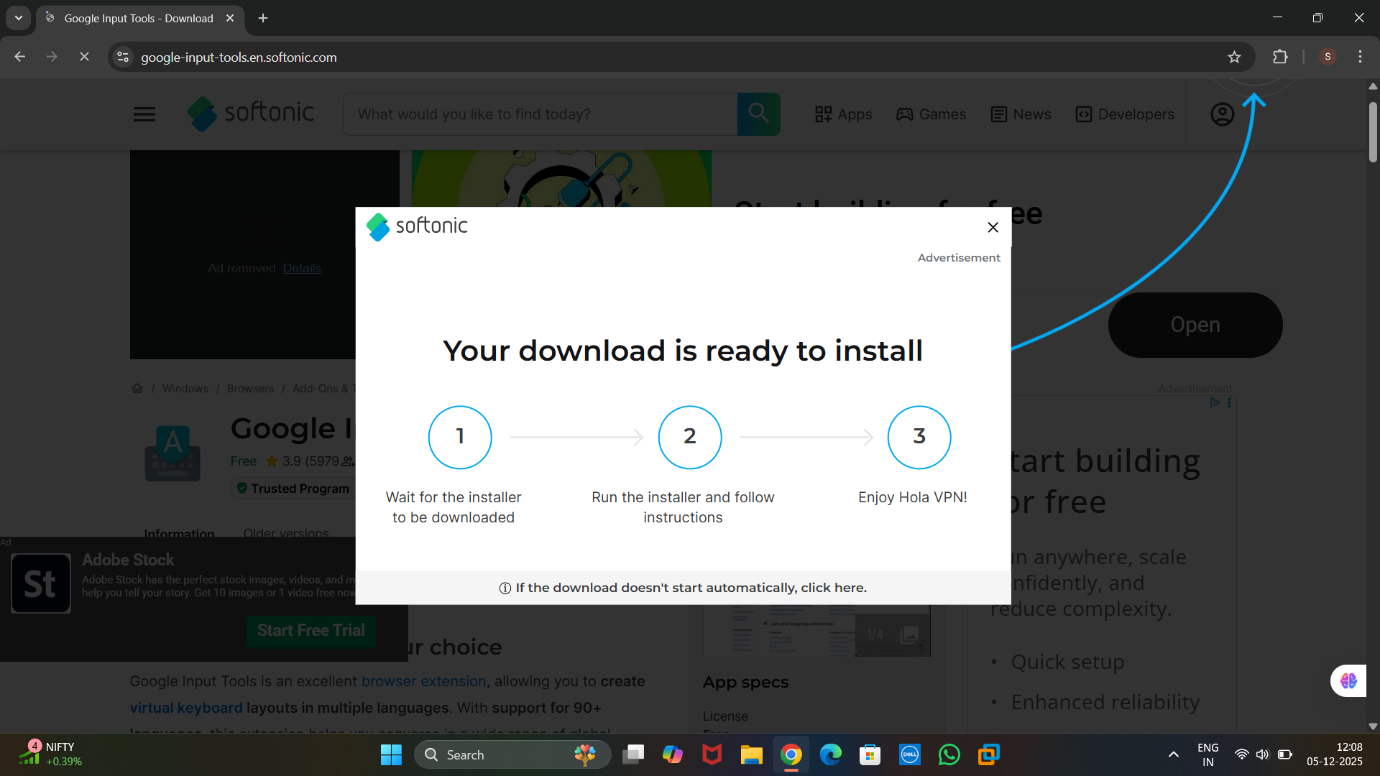 Google Input Tools - Download
google-input-tools.en.softonic.com
S
softonic
What would you like to find today?
Apps
Games
News
Developers
Ad removed. Details
softonic
Advertisement
Your download is ready to install
1
2
3
Wait for the installer
to be downloaded
Run the installer and follow
instructions
Enjoy Hola VPN!
If the download doesn't start automatically, click here.
Open
Advertisement
/ Windows / Browsers / Add-Ons &
A
Google
Free
3.9 (5979
Trusted Program
Information
Older versions
Ad
St
Adobe Stock
Adobe Stock has the perfect stock images, videos, and
help you tell your story. Get 10 images or 1 video free now
Start Free Trial
choice
Google Input Tools is an excellent browser extension, allowing you to create
virtual keyboard layouts in multiple languages. With support for 90+
1/4
App specs
License
building
free
scale
and
complexity.
• Quick setup
• Enhanced reliability
4
NIFTY
+0.39%
Search
DELL
ENG
IN
12:08
05-12-2025